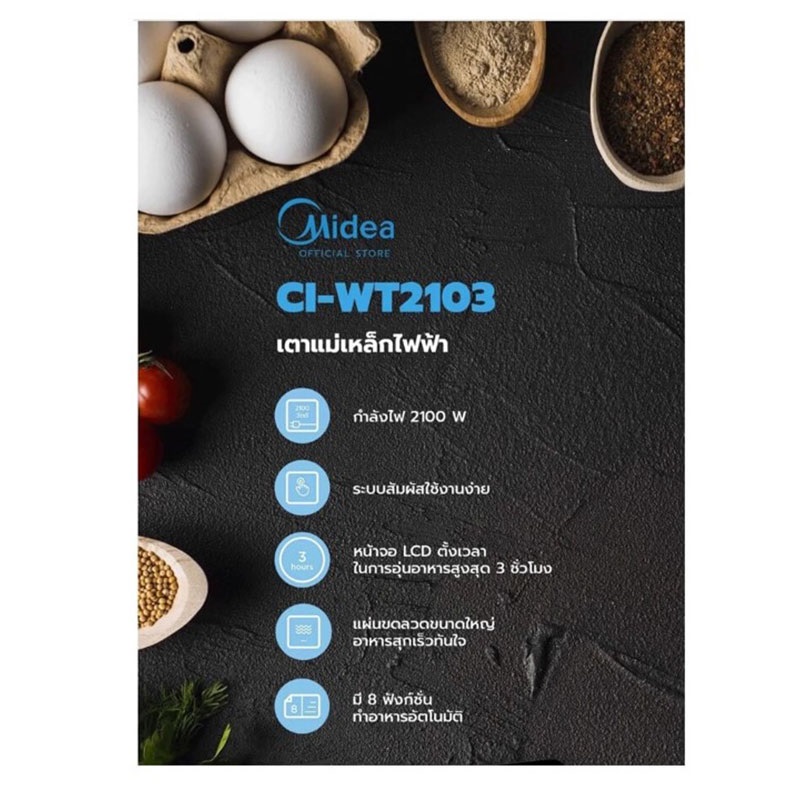 Midea
OFFICIAL STORE
CI-WT2103
เตาแม่เหล็กไฟฟ้า
2100
วัตต์
กำลังไฟ 2100 W
ระบบสัมผัสใช้งานง่าย
3
hours
หน้าจอ LCD ตั้งเวลา
ในการอุ่นอาหารสูงสุด 3 ชั่วโมง
แผ่นขดลวดขนาดใหญ่
อาหารสุกเร็วทันใจ
8
มี 8 ฟังก์ชั่น
ทำอาหารอัตโนมัติ